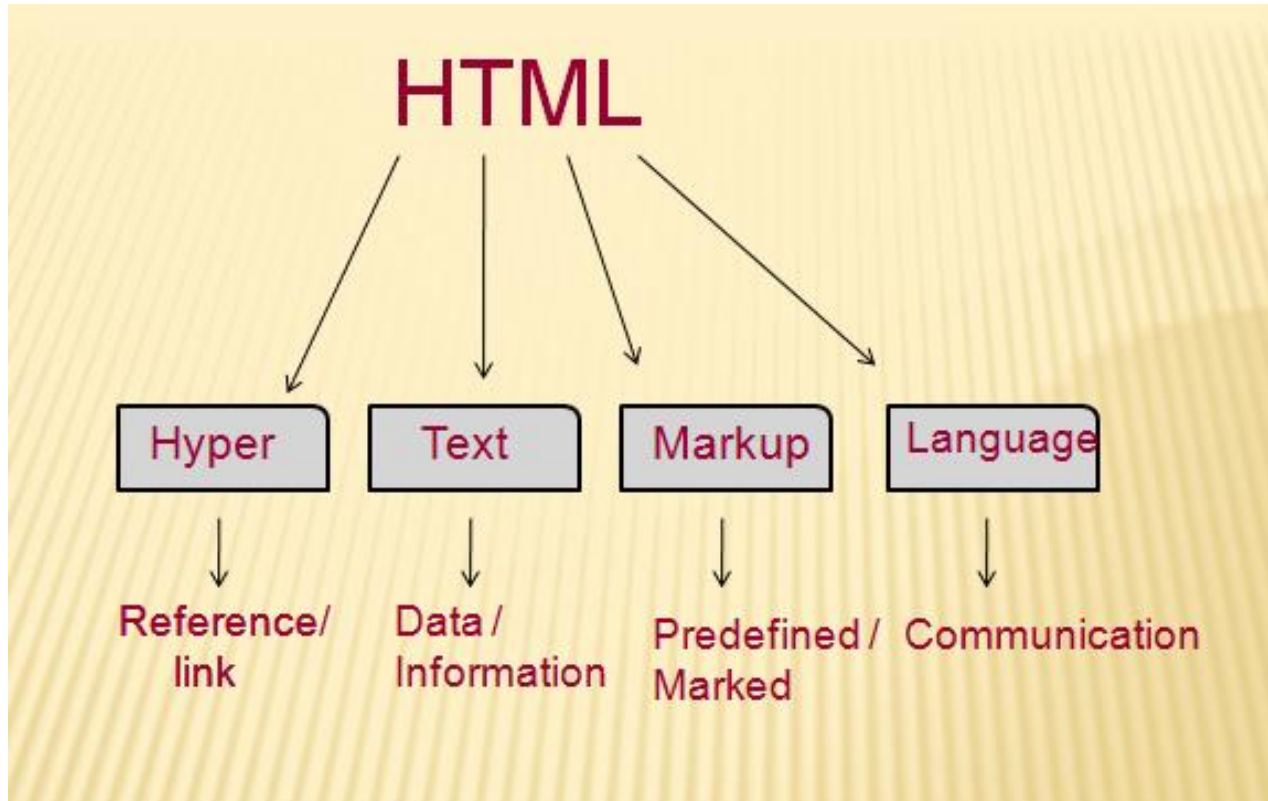 HTML
Hyper
Text
Markup
Language
Reference/
link
Data /
Information
Predefined /
Marked
Communication